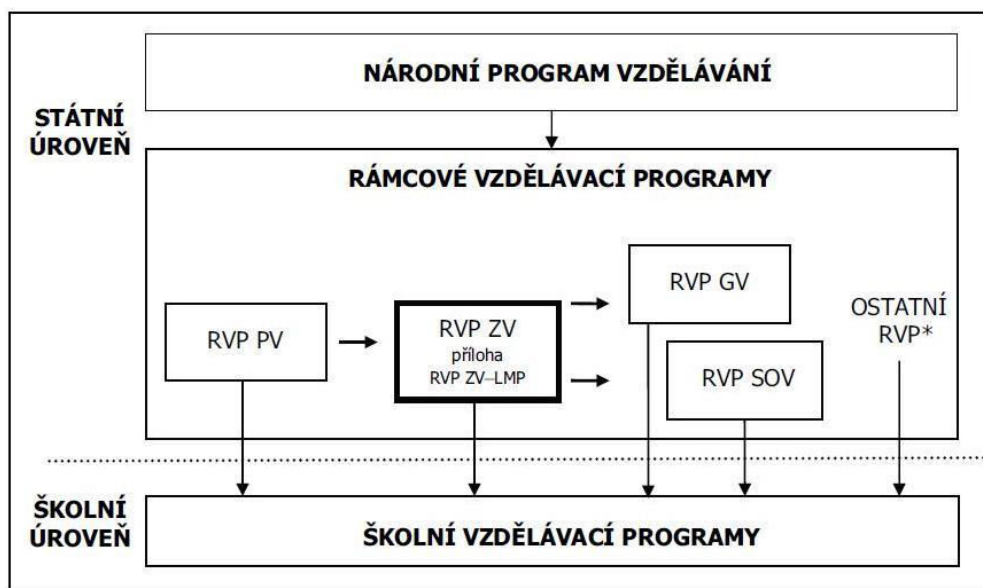 NÁRODNÍ PROGRAM VZDĚLÁVÁNÍ
STÁTNÍ
ÚROVEŇ
RÁMCOVÉ VZDĚLÁVACÍ PROGRAMY
RVP PV
RVP ZV
příloha
RVP ZV–LMP
RVP GV
RVP SOV
OSTATNÍ
RVP*
ŠKOLNÍ
ÚROVEŇ
ŠKOLNÍ VZDĚLÁVACÍ PROGRAMY